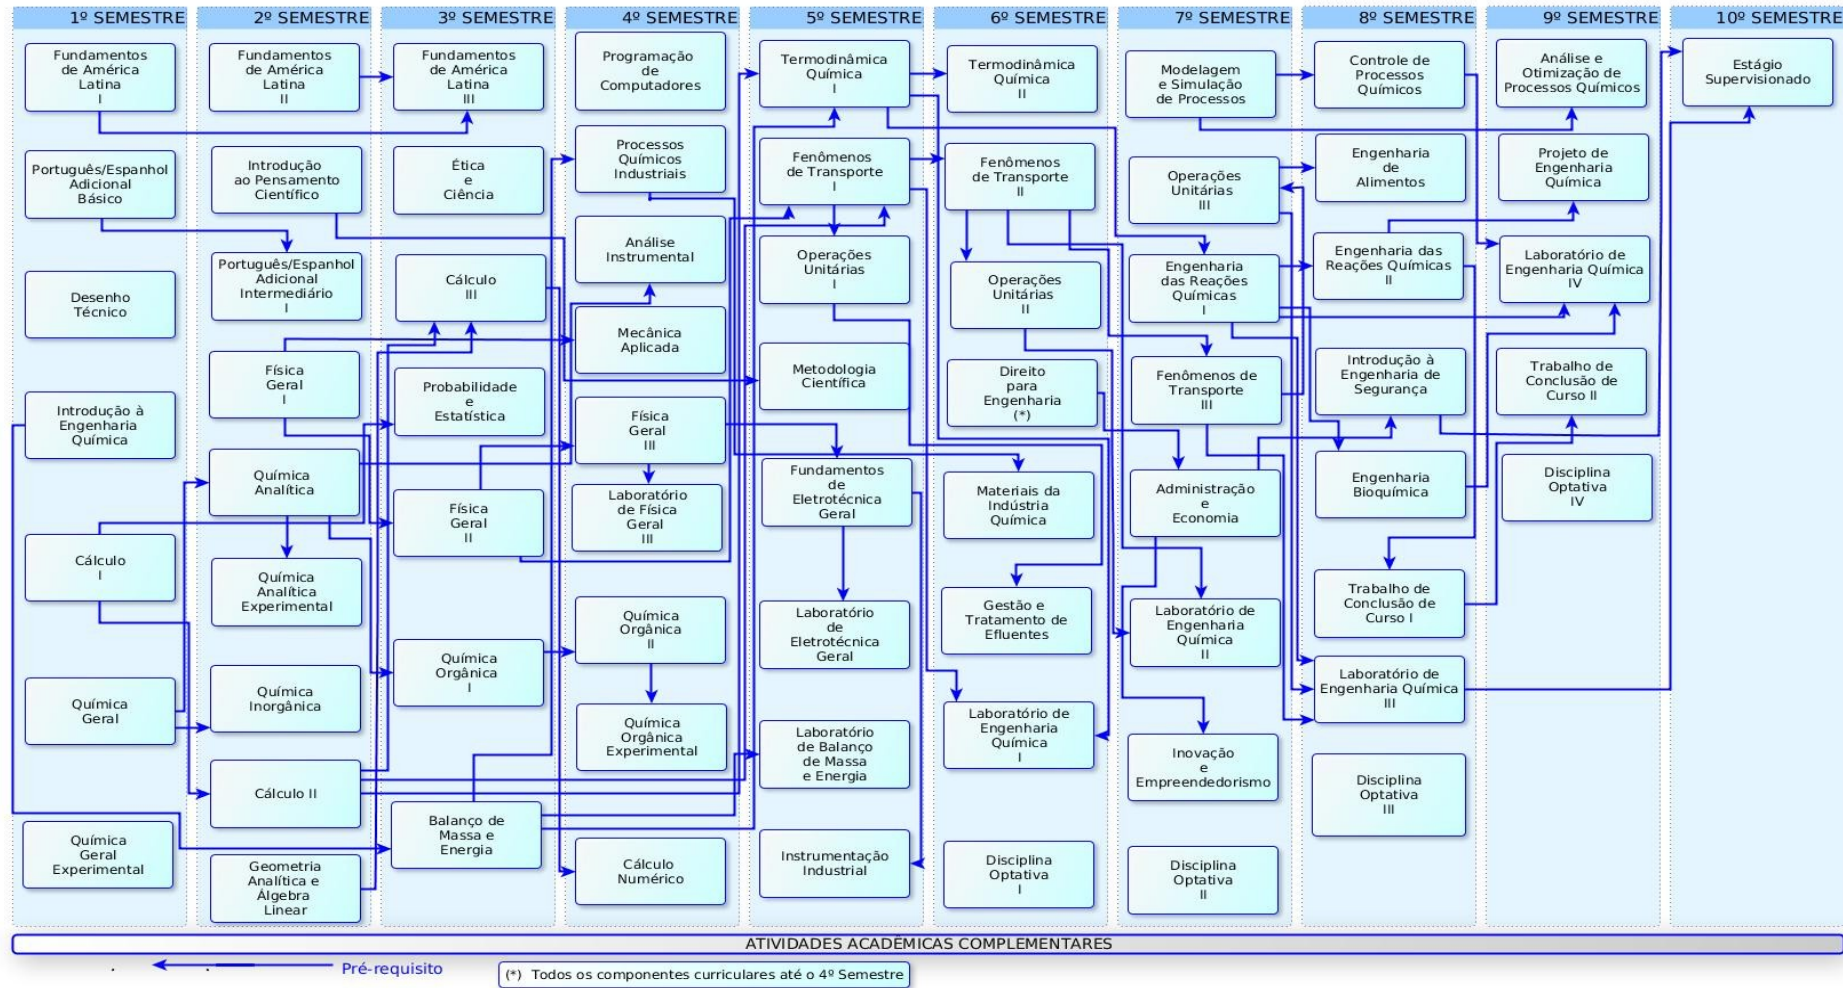 1º SEMESTRE
Fundamentos
de América
Latina
I
Português/Espanhol
Adicional
Básico
Desenho
Técnico
Introdução à
Engenharia
Química
Cálculo
I
Química
Geral
Química
Geral
Experimental
2º SEMESTRE
Fundamentos
de América
Latina
II
Introdução
ao Pensamento
Científico
Português/Espanhol
Adicional
Intermediário
I
Física
Geral
I
Química
Analítica
Química
Analítica
Experimental
Química
Inorgânica
Cálculo II
Geometria
Analítica e
Álgebra
Linear
3º SEMESTRE
Fundamentos
de América
Latina
III
Ética
e
Ciência
Cálculo
III
Probabilidade
e
Estatística
Física
Geral
II
Química
Orgânica
I
Balanço de
Massa e
Energia
4º SEMESTRE
Programação
de
Computadores
Processos
Químicos
Industriais
Análise
Instrumental
Mecânica
Aplicada
Física
Geral
III
Laboratório
de Física
Geral
III
Química
Orgânica
II
Química
Orgânica
Experimental
Cálculo
Numérico
5º SEMESTRE
Termodinâmica
Química
I
Fenômenos
de Transporte
I
Operações
Unitárias
I
Metodologia
Científica
Fundamentos
de
Eletrotécnica
Geral
Laboratório
de
Eletrotécnica
Geral
Laboratório
de Balanço
de Massa
e Energia
Instrumentação
Industrial
6º SEMESTRE
Termodinâmica
Química
II
Fenômenos
de Transporte
II
Operações
Unitárias
II
Direito
para
Engenharia
(*)
Materiais da
Indústria
Química
Gestão e
Tratamento de
Efluentes
Laboratório de
Engenharia
Química
I
Disciplina
Optativa
I
7º SEMESTRE
Modelagem
e Simulação
de Processos
Operações
Unitárias
III
Engenharia
das Reações
Químicas
I
Fenômenos de
Transporte
III
Administração
e
Economia
Laboratório de
Engenharia
Química
II
Inovação
e
Empreendedorismo
Disciplina
Optativa
II
8º SEMESTRE
Controle de
Processos
Químicos
Engenharia
de
Alimentos
Engenharia das
Reações Químicas
II
Introdução à
Engenharia de
Segurança
Engenharia
Bioquímica
Trabalho de
Conclusão de
Curso I
Laboratório de
Engenharia Química
III
Disciplina
Optativa
III
9º SEMESTRE
Análise e
Otimização de
Processos Químicos
Projeto de
Engenharia
Química
Laboratório de
Engenharia Química
IV
Trabalho de
Conclusão de
Curso II
Disciplina
Optativa
IV
10º SEMESTRE
Estágio
Supervisionado
ATIVIDADES ACADÊMICAS COMPLEMENTARES
Pré-requisito
(*) Todos os componentes curriculares até o 4º Semestre